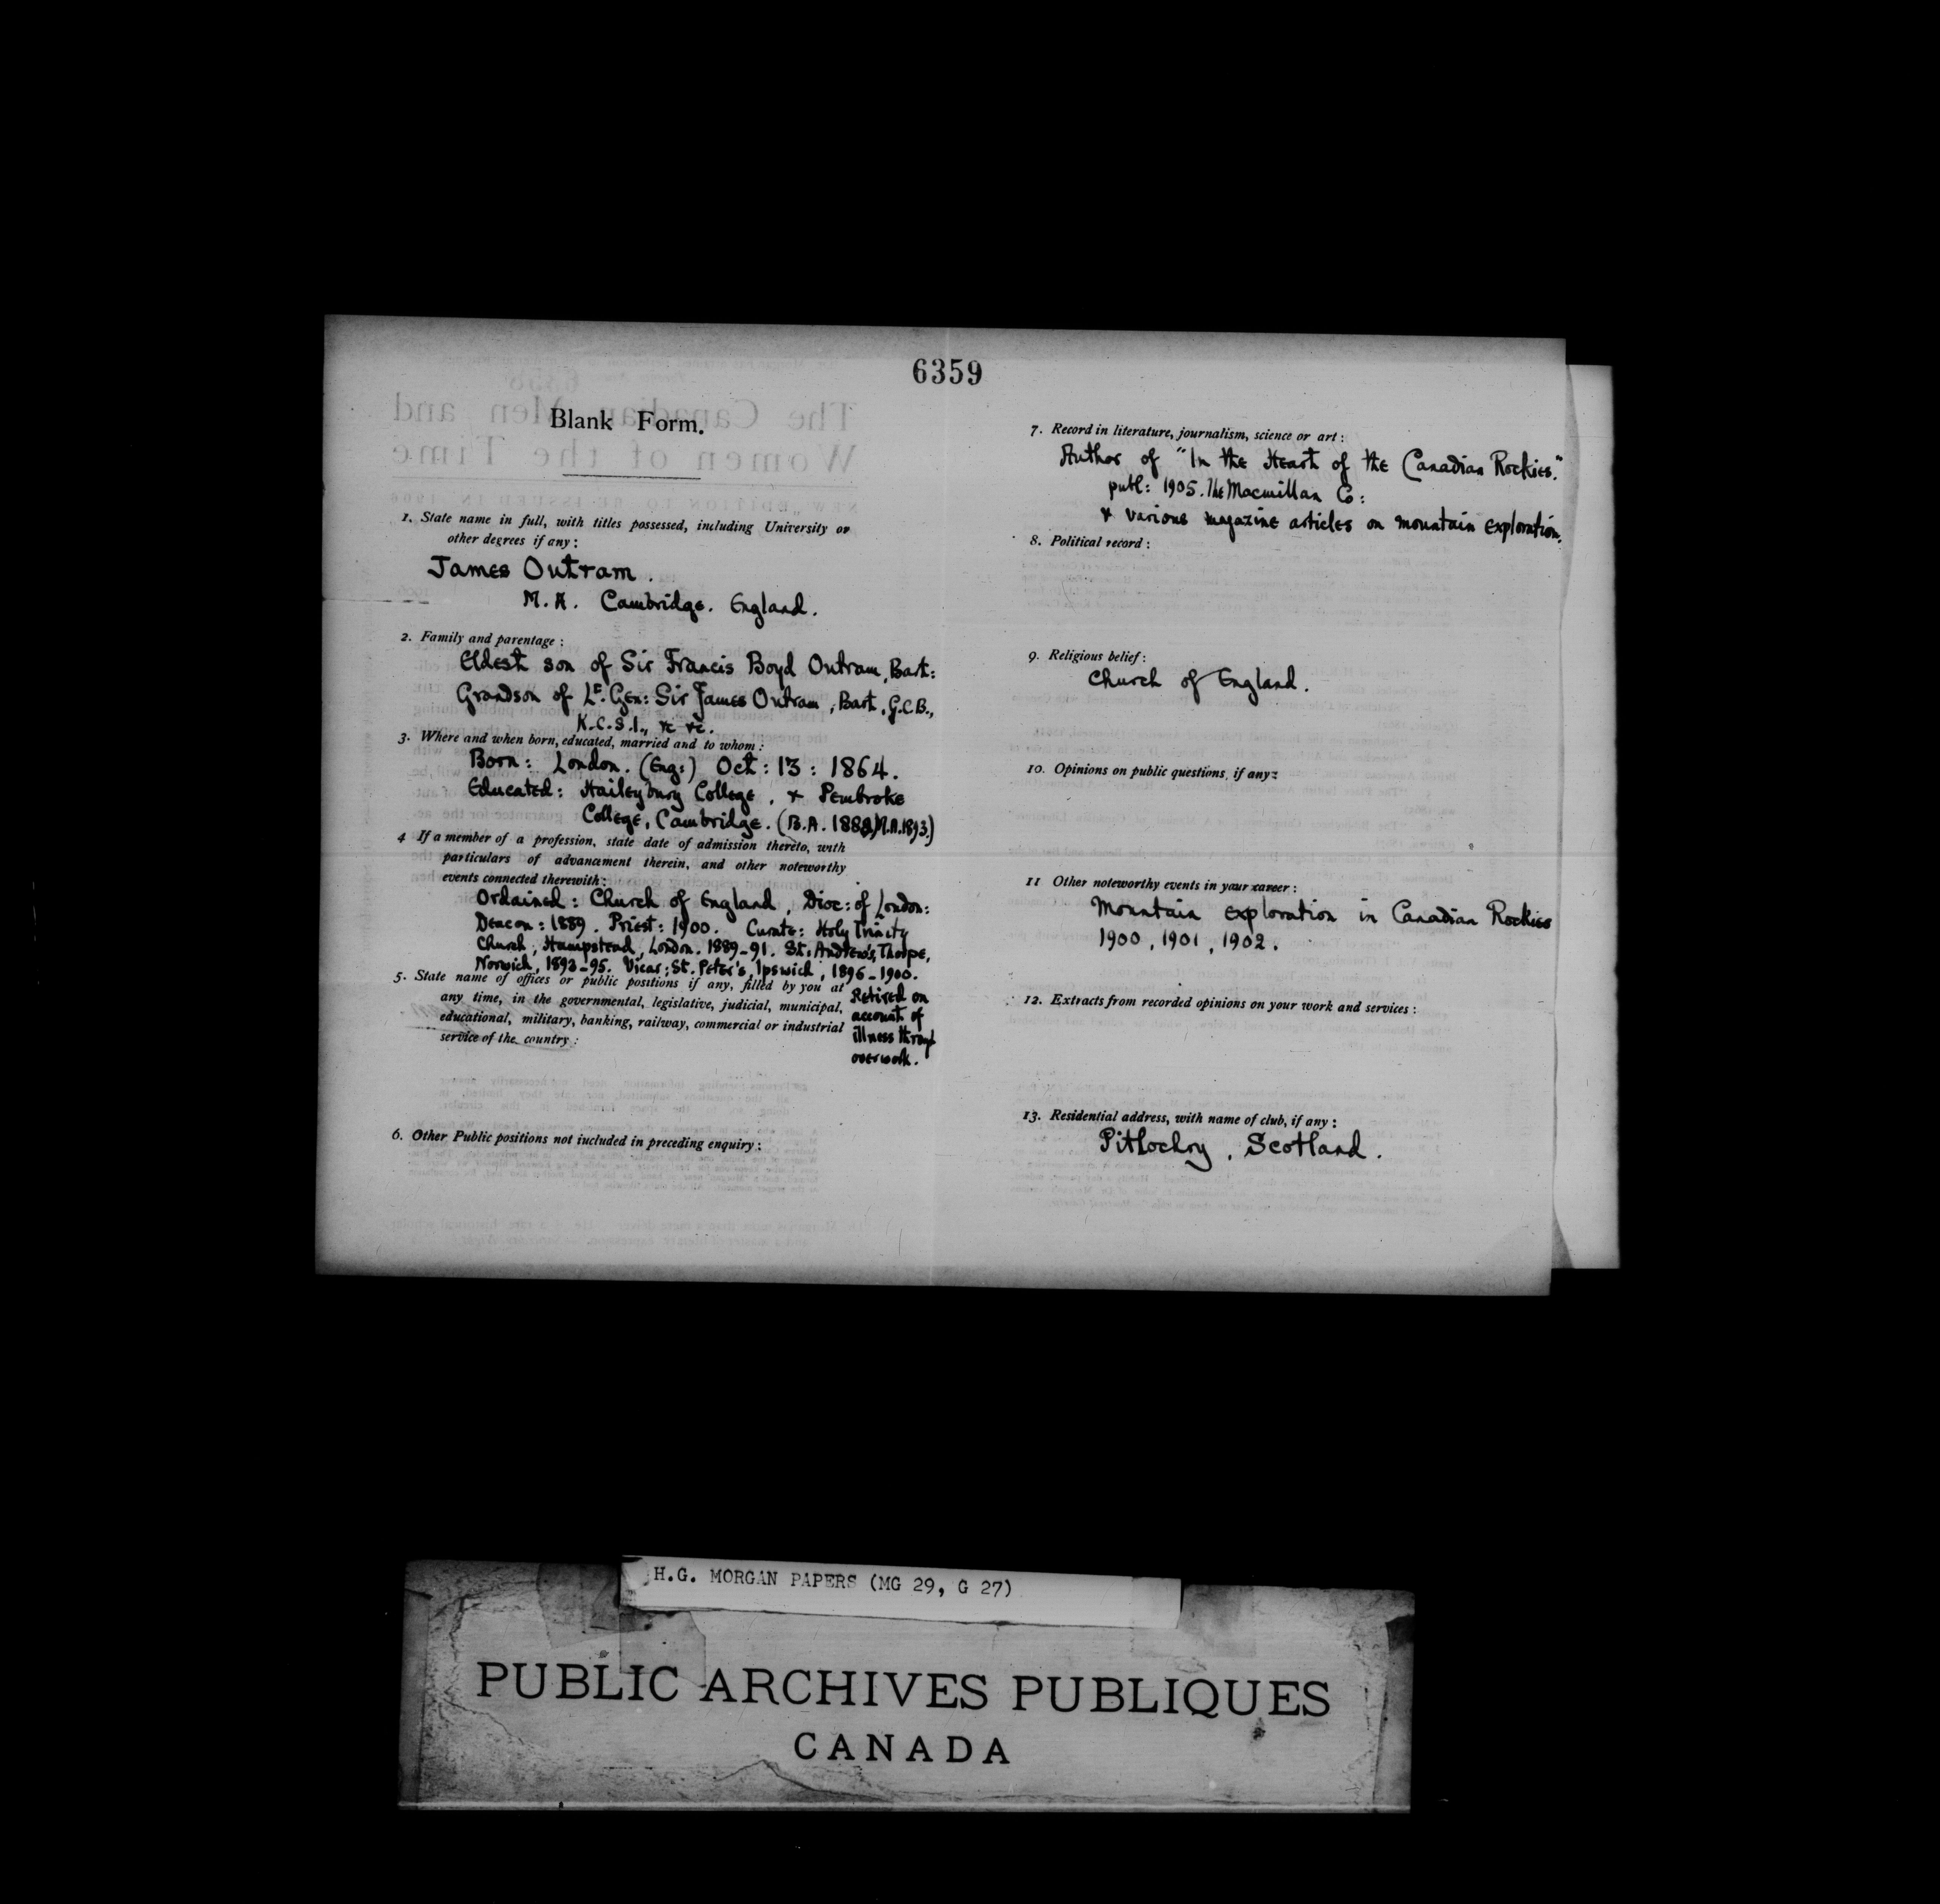 6359
Blank Form.
1. State name in full, with titles possessed, including University or
other degrees if any:
James Outram.
M.A. Cambridge. England.
2. Family and parentage:
Eldest son of Sir Francis Boyd Outram, Bart:
Grandson of Lt. Gen: Sir James Outram, Bart, G.C.B.,
K.C.S.I., &c &c.
3. Where and when born, educated, married and to whom:
Born: London. (Eng:) Oct: 13: 1864.
Educated: Haileybury College, & Pembroke
College, Cambridge. (B.A. M.A. 1893.)
4 If a member of a profession, state date of admission thereto, with
particulars of advancement therein, and other noteworthy
events connected therewith:
Ordained: Church of England, Dioc: of London:
Deacon: 1889. Priest: 1900. Curate: Holy Trinity
Church, Hampstead, London. 1889-91. St. Andrew's, Thorpe,
Norwich, 1893-95. Vicar: St. Peter's, Ipswich, 1896-1900.
Retired on
account of
illness through
overwork.
5. State name of offices or public positions if any, filled by you at
any time, in the governmental, legislative, judicial, municipal,
educational, military, banking, railway, commercial or industrial
service of the country:
6. Other Public positions not iucluded in preceding enquiry:
7. Record in literature, journalism, science or art:
Author of "In the Heart of the Canadian Rockies."
publ: 1905. The Macmillan Co:
& various magazine articles on mountain exploration.
8. Political record:
9. Religious belief:
Church of England.
10. Opinions on public questions, if any:
11 Other noteworthy events in your career:
Mountain exploration in Canadian Rockies
1900, 1901, 1902.
12. Extracts from recorded opinions on your work and services:
13. Residential address, with name of club, if any:
Pitlochry, Scotland.
H.G. MORGAN PAPERS (MG 29, G 27)
PUBLIC ARCHIVES PUBLIQUES
CANADA